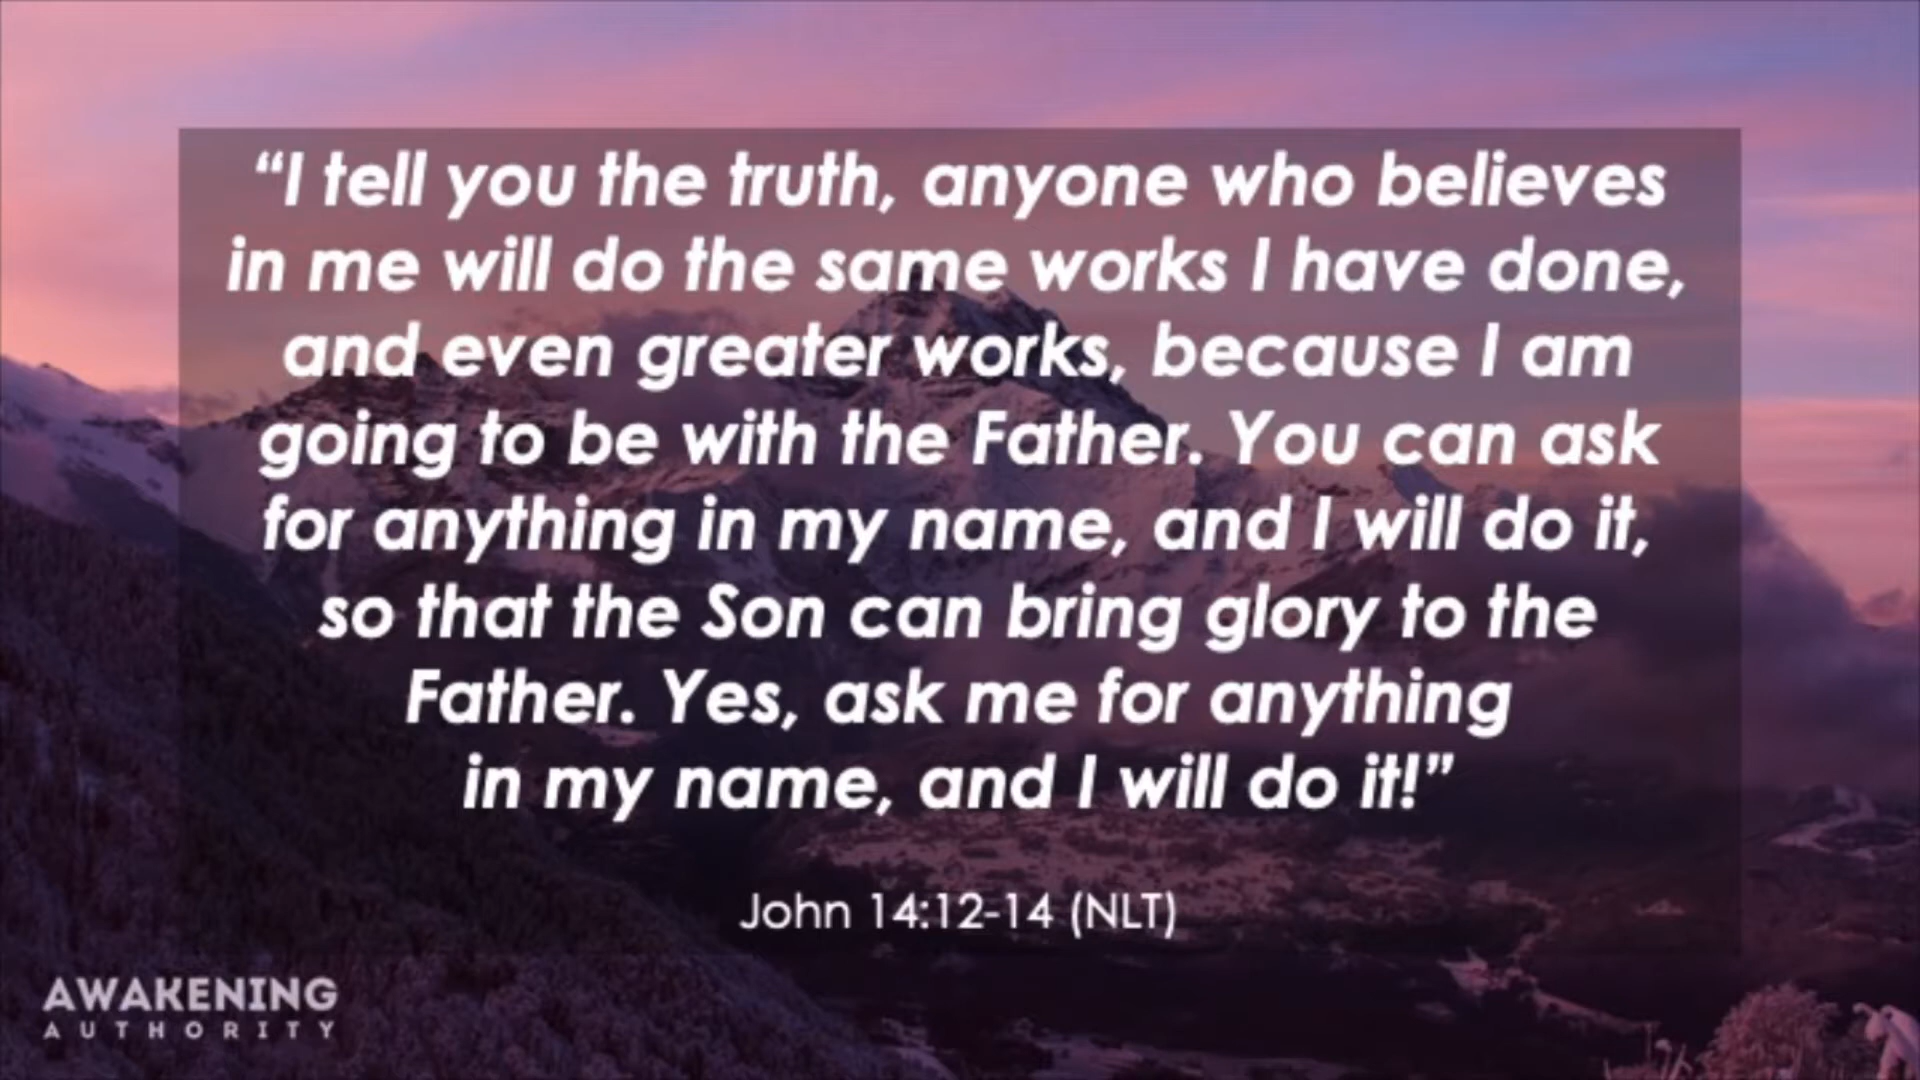 “I tell you the truth, anyone who believes
in me will do the same works I have done,
and even greater works, because I am
going to be with the Father. You can ask
for anything in my name, and I will do it,
so that the Son can bring glory to the
Father. Yes, ask me for anything
in my name, and I will do it!”
John 14:12-14 (NLT)
AWAKENING
AUTHORITY